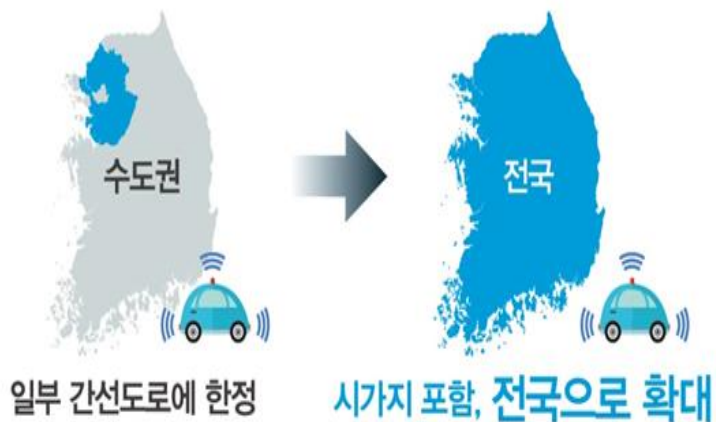 수도권
전국
일부 간선도로에 한정
시가지 포함, 전국으로 확대